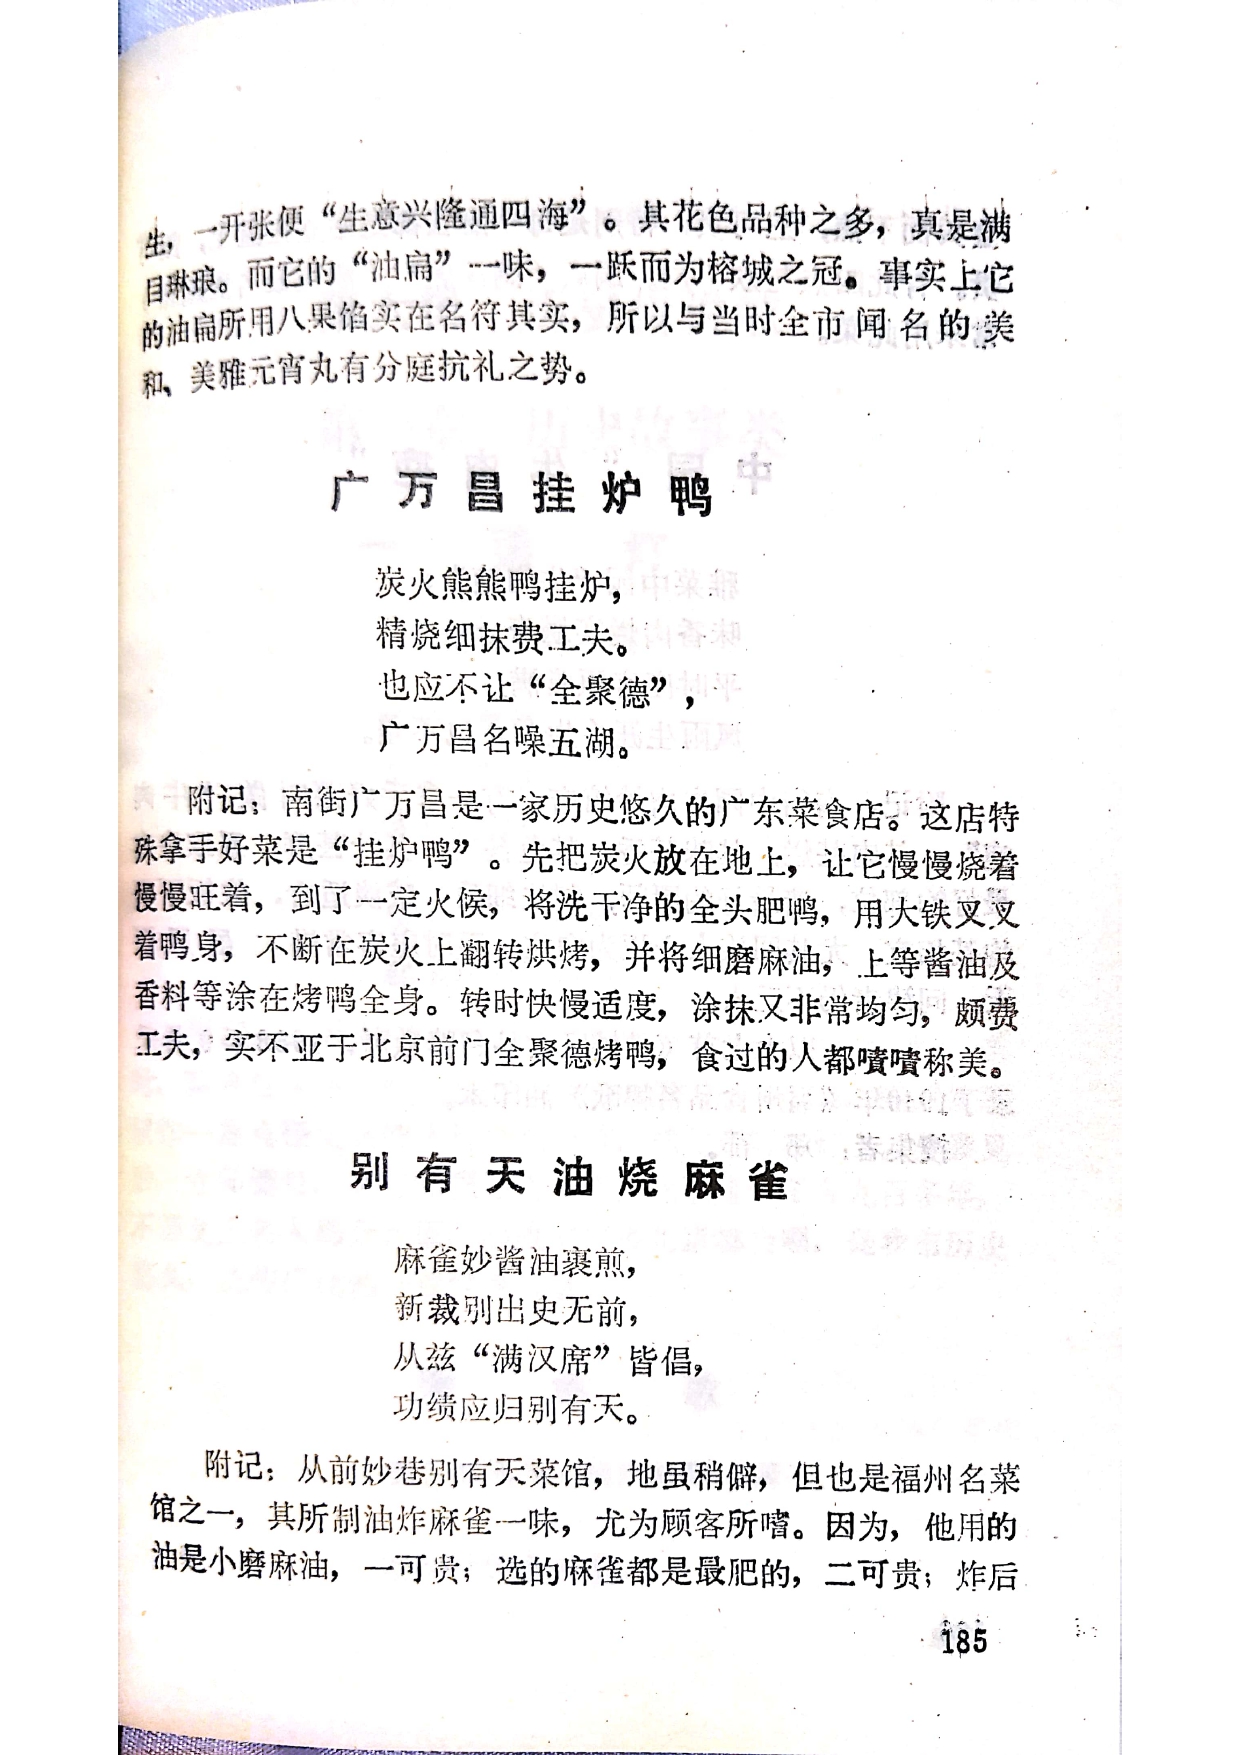 生，一开张便“生意兴隆通四海”。其花色品种之多，真是满
目琳琅。而它的“油扁”一味，一跃而为榕城之冠。事实上它
的油扁所用八果馅实在名符其实，所以与当时全市闻名的美
和、美雅元宵丸有分庭抗礼之势。
广万昌挂炉鸭
炭火熊熊鸭挂炉，
精烧细抹费工夫。
也应不让“全聚德”，
广万昌名噪五湖。
附记：南街广万昌是一家历史悠久的广东菜食店。这店特
殊拿手好菜是“挂炉鸭”。先把炭火放在地上，让它慢慢烧着
慢慢旺着，到了一定火候，将洗干净的全头肥鸭，用大铁叉叉
着鸭身，不断在炭火上翻转烘烤，并将细磨麻油，上等酱油及
香料等涂在烤鸭全身。转时快慢适度，涂抹又非常均匀，颇费
工夫，实不亚于北京前门全聚德烤鸭，食过的人都啧啧称美。
别有天油烧麻雀
麻雀妙酱油裹煎，
新裁别出史无前，
从兹“满汉席”皆倡，
功绩应归别有天。
附记：从前妙巷别有天菜馆，地虽稍僻，但也是福州名菜
馆之一，其所制油炸麻雀一味，尤为顾客所嗜。因为，他用的
油是小磨麻油，一可贵；选的麻雀都是最肥的，二可贵；炸后
185